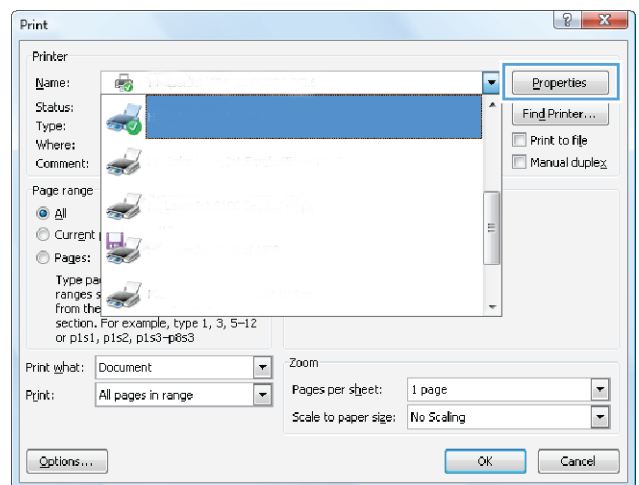 Print
Printer
Name:
Properties
Status:
Find Printer...
Type:
Print to file
Where:
Manual duplex
Comment:
Page range
All
Current
Pages:
Type
ranges
from the
section. For example, type 1, 3, 5–12
or p1s1, p1s2, p1s3–p8s3
Print what: Document
Zoom
Print: All pages in range
Pages per sheet: 1 page
Scale to paper size: No Scaling
Options...
OK
Cancel